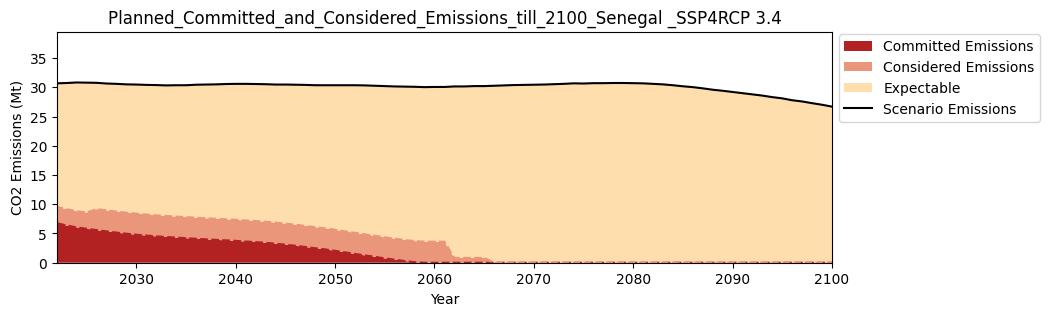 Planned_Committed_and_Considered_Emissions_till_2100_Senegal _SSP4RCP 3.4
Committed Emissions
Considered Emissions
Expectable
Scenario Emissions
CO2 Emissions (Mt)
35
30
25
20
15
10
5
0
2030 2040 2050 2060 2070 2080 2090 2100
Year